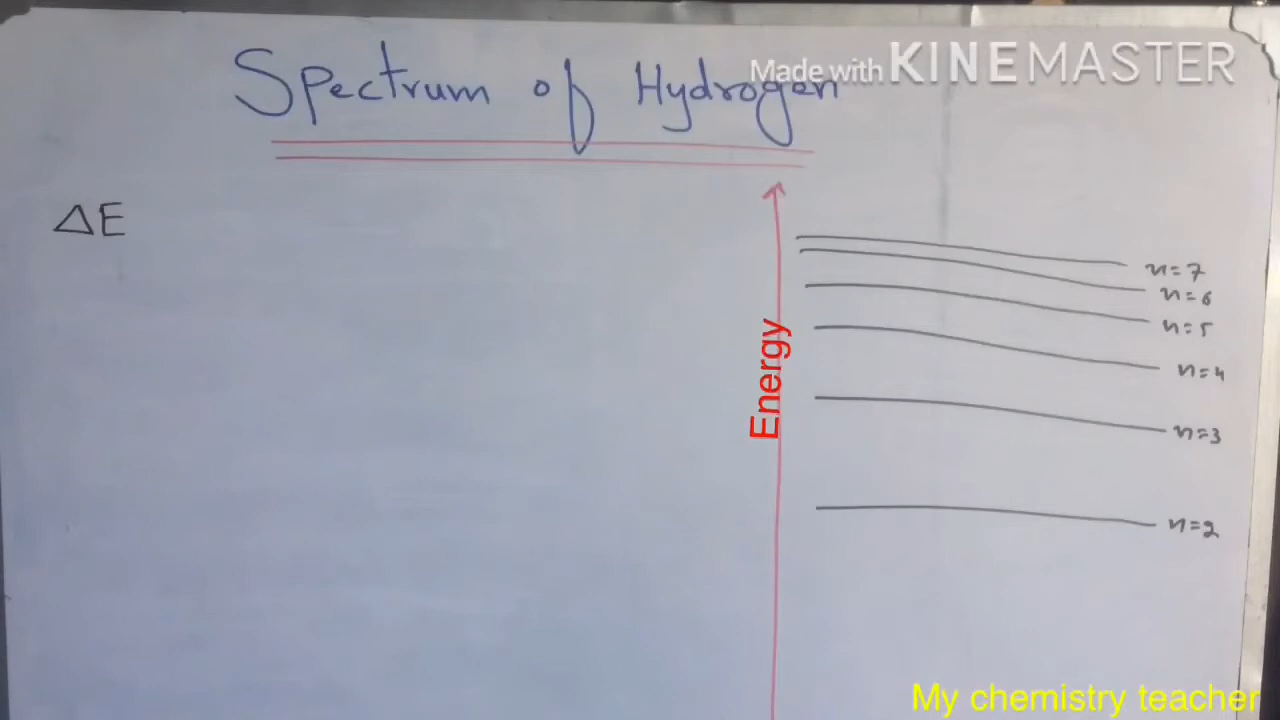 Spectrum of Hydrogen
Made with KINEMASTER
ΔE
n=7
n=6
n=5
n=4
n=3
n=2
Energy
My chemistry teacher